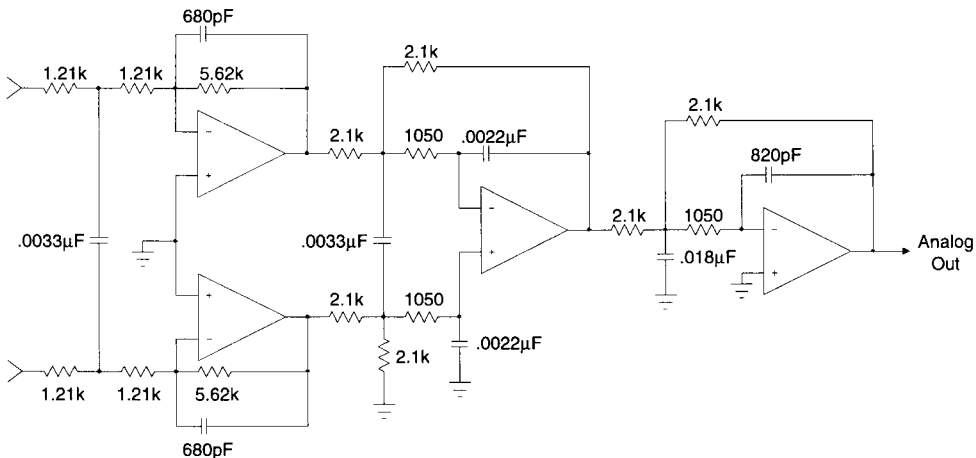 680pF
1.21k 1.21k 5.62k
2.1k
2.1k 1050 .0022µF
2.1k
820pF
− 
+
−
+
.0033µF
.0033µF
2.1k 1050
−
+
.018µF
Analog
Out
+
−
2.1k 1050
2.1k
.0022µF
1.21k 1.21k 5.62k
680pF